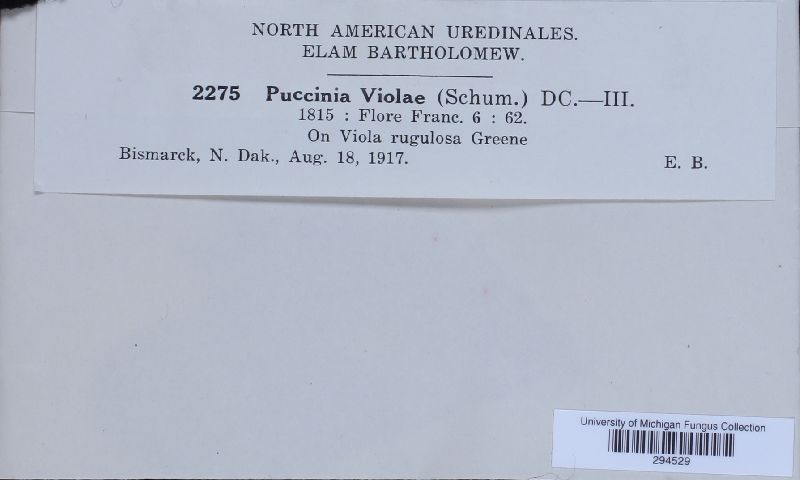 NORTH AMERICAN UREDINALES.
ELAM BARTHOLOMEW.
2275 Puccinia Violae (Schum.) DC.—III.
1815 : Flore Franc. 6 : 62.
On Viola rugulosa Greene
Bismarck, N. Dak., Aug. 18, 1917. E. B.
University of Michigan Fungus Collection
294529